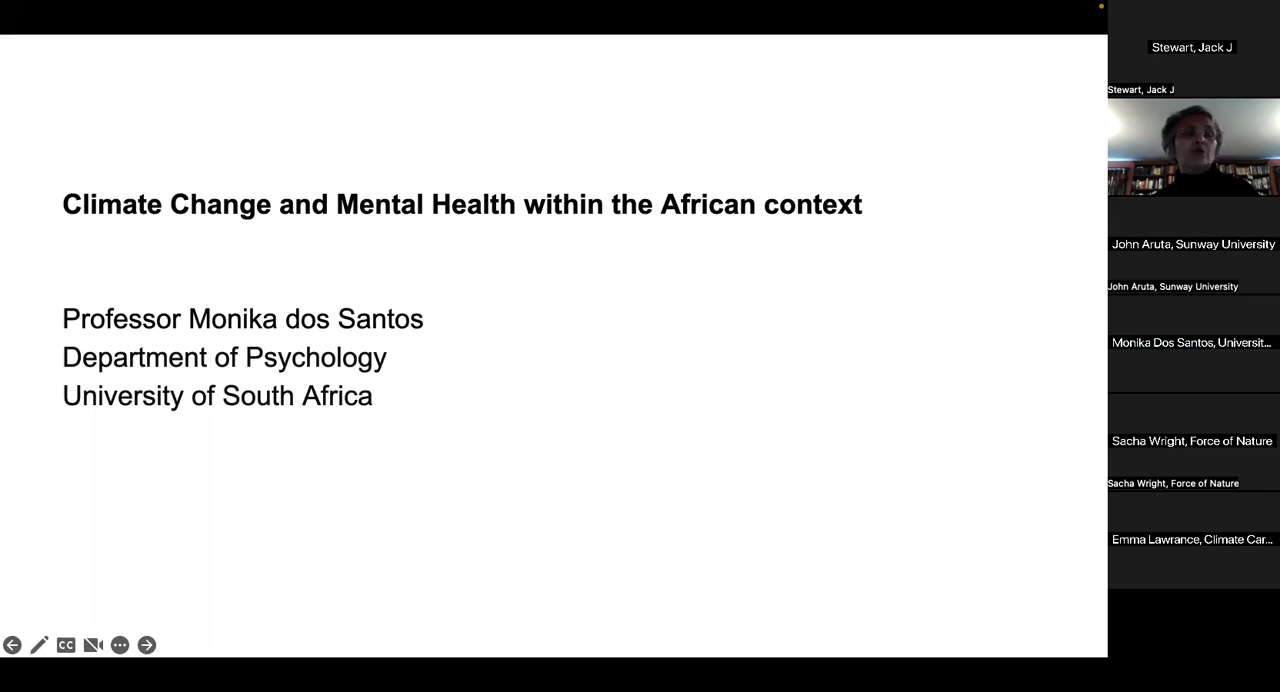 Climate Change and Mental Health within the African context
Professor Monika dos Santos
Department of Psychology
University of South Africa
CC
Stewart, Jack J
Stewart, Jack J
John Aruta, Sunway University
John Aruta, Sunway University
Monika Dos Santos, Universit...
Sacha Wright, Force of Nature
Sacha Wright, Force of Nature
Emma Lawrance, Climate Car...